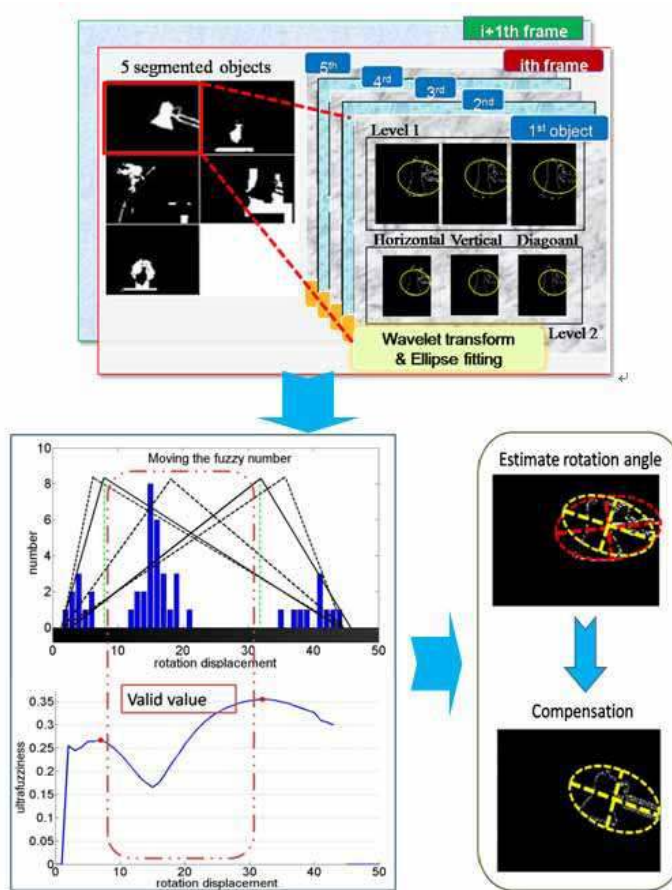 i+1th frame
ith frame
5 segmented objects
5th
4rd
3rd
2nd
1st object
Level 1
Horizontal Vertical Diagoanl
Level 2
Wavelet transform
& Ellipse fitting
Moving the fuzzy number
number
10
8
6
4
2
0
0 10 20 30 40 50
rotation displacement
Valid value
ultrafuzziness
0.35
0.3
0.25
0.2
0.15
0.1
0.05
0
0 10 20 30 40 50
rotation displacement
Estimate rotation angle
Compensation